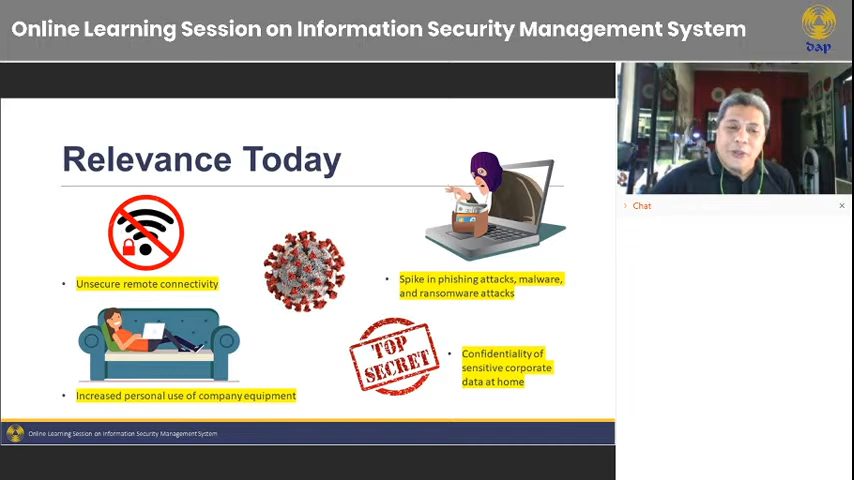 Online Learning Session on Information Security Management System
dap
Relevance Today
• Unsecure remote connectivity
• Spike in phishing attacks, malware,
and ransomware attacks
TOP
SECRET
• Confidentiality of
sensitive corporate
data at home
• Increased personal use of company equipment
Online Learning Session on Information Security Management System
Chat